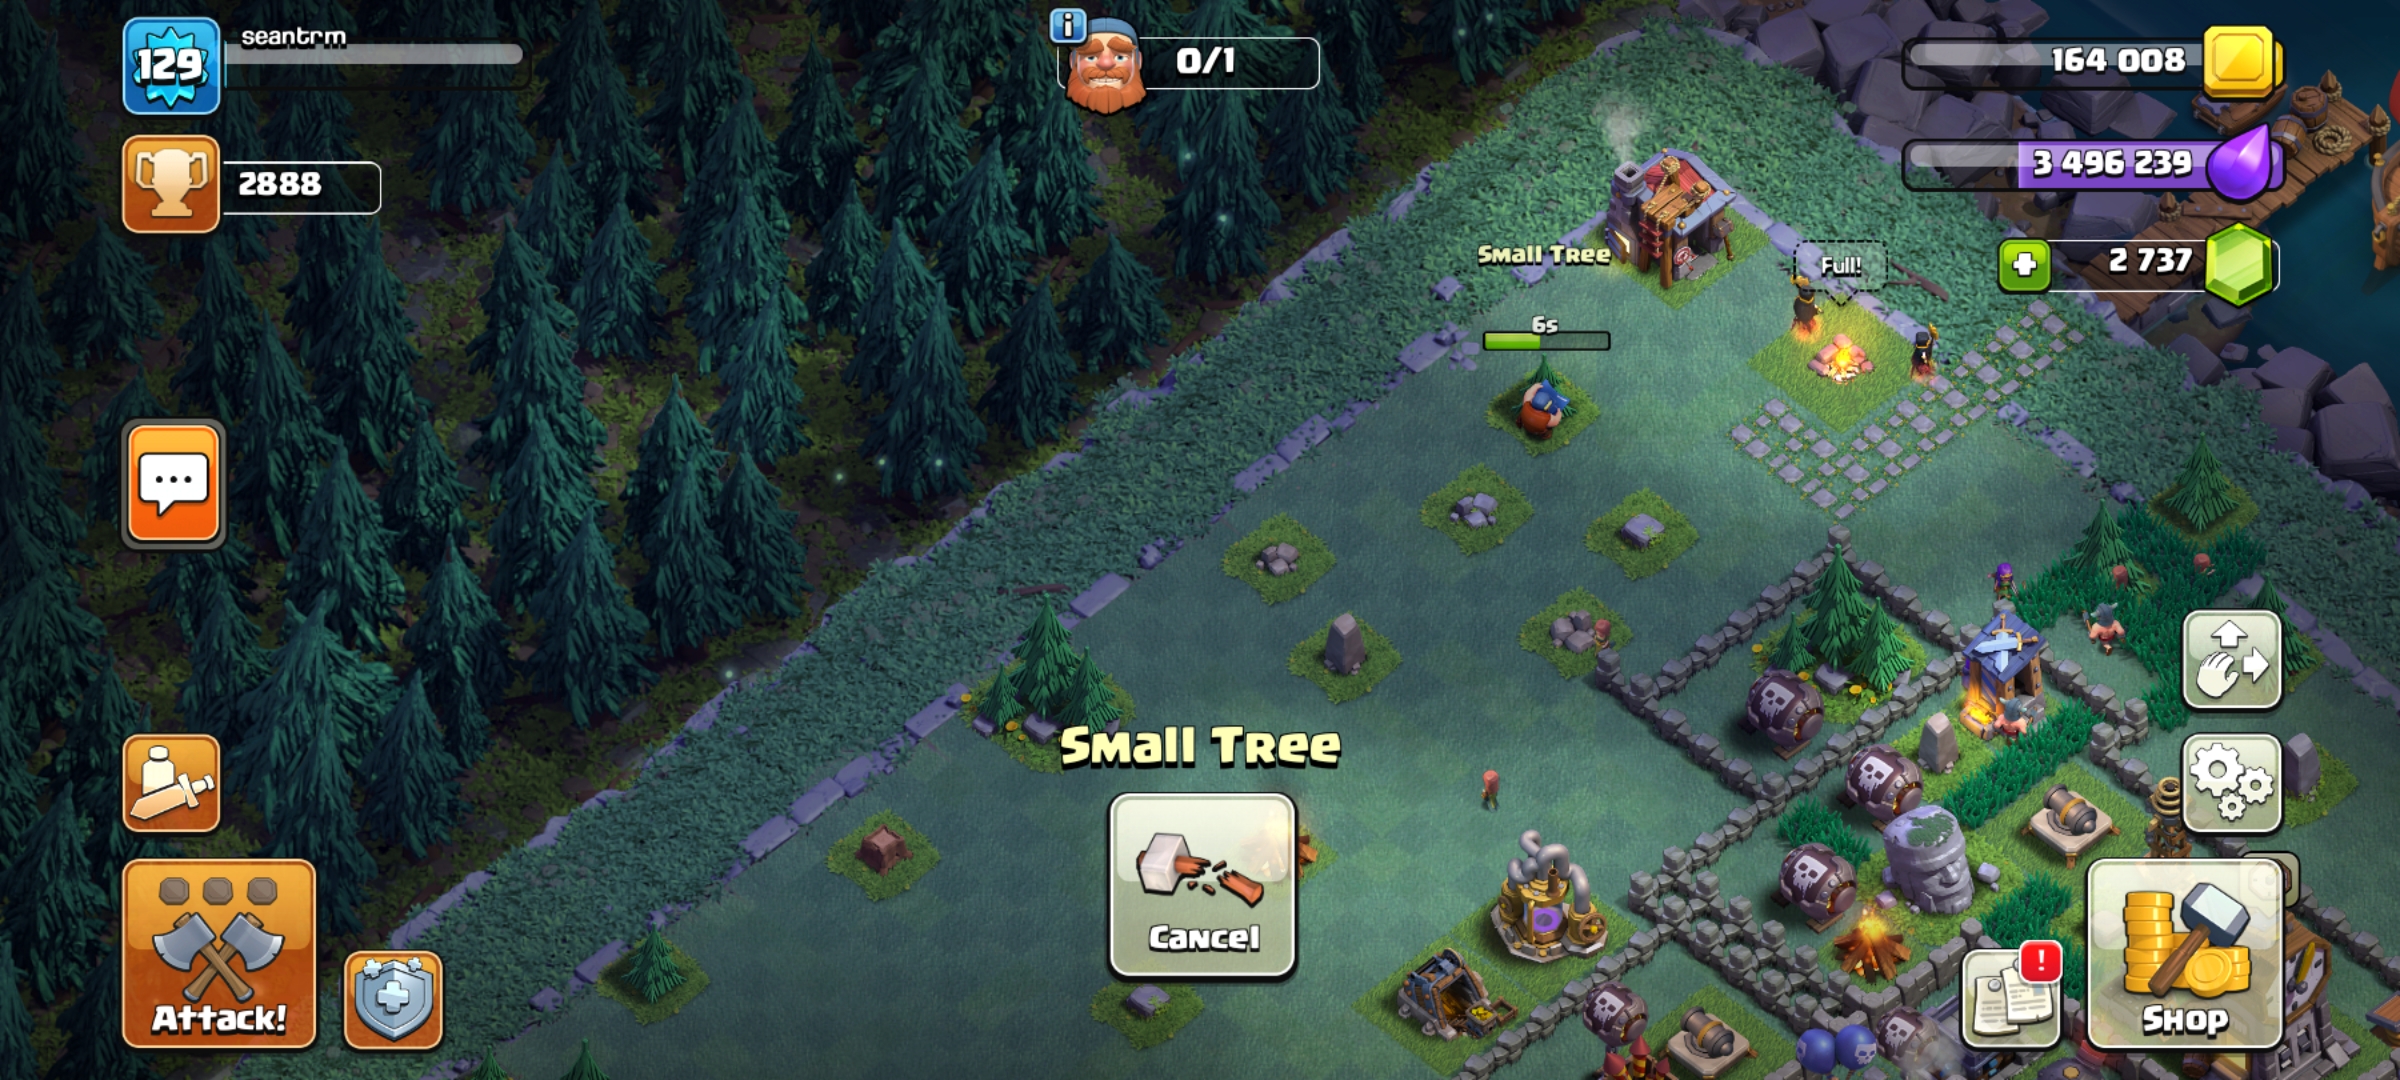 129
seantrm
i
0/1
164 008
2888
3 496 239
Small Tree
Full!
2 737
6s
Small Tree
Cancel
Attack!
!
Shop